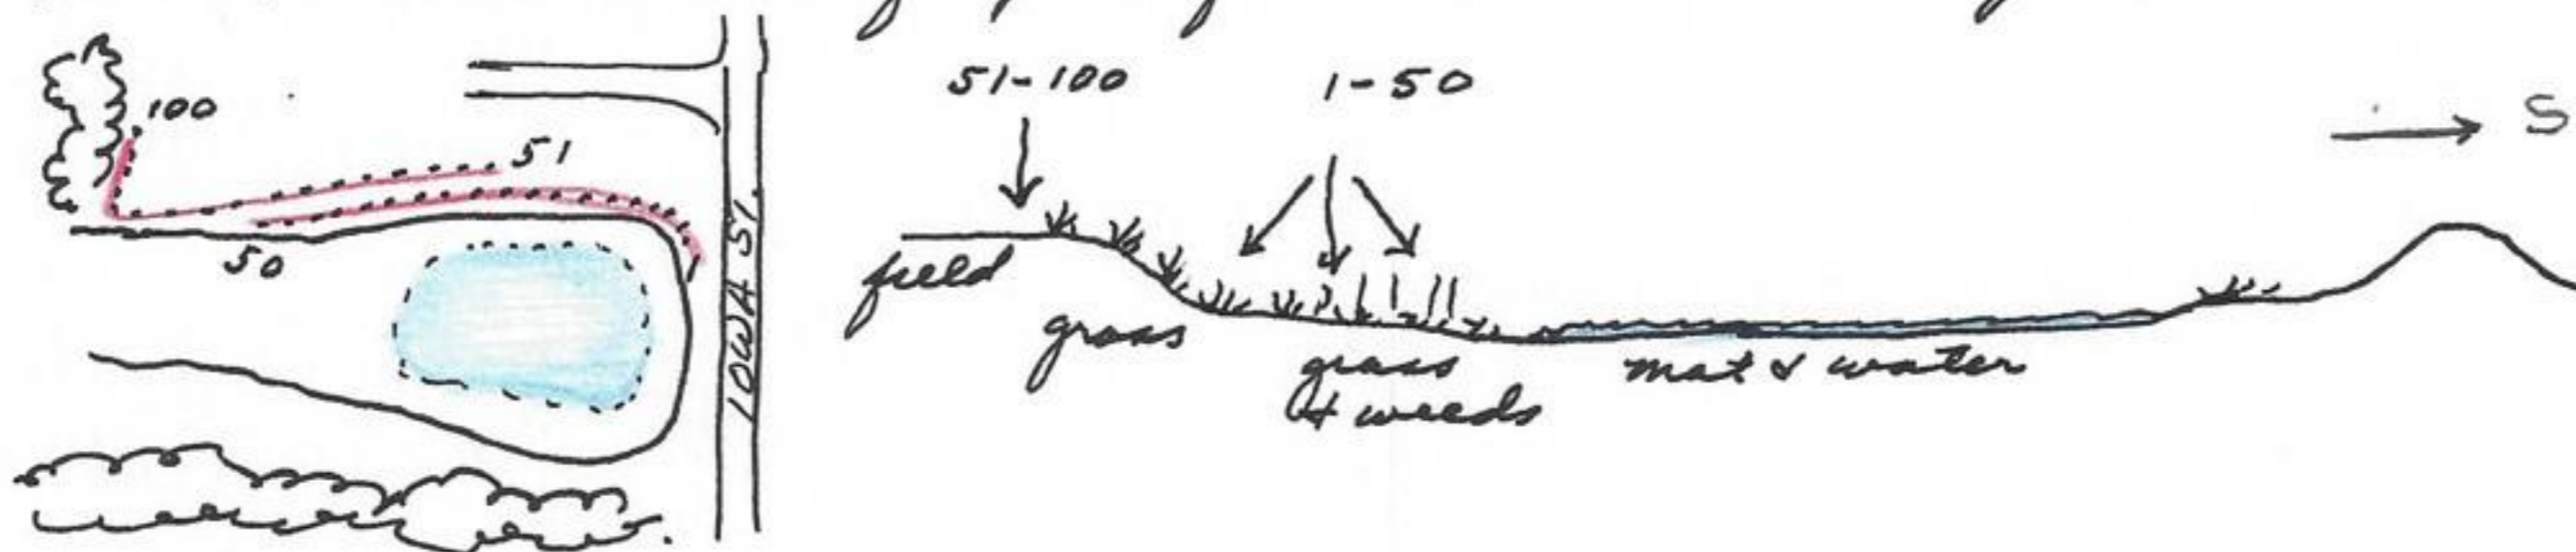 51-100
1-50
S
100
51
50
IOWA ST.
field
grass
grass
& weeds
mat & water